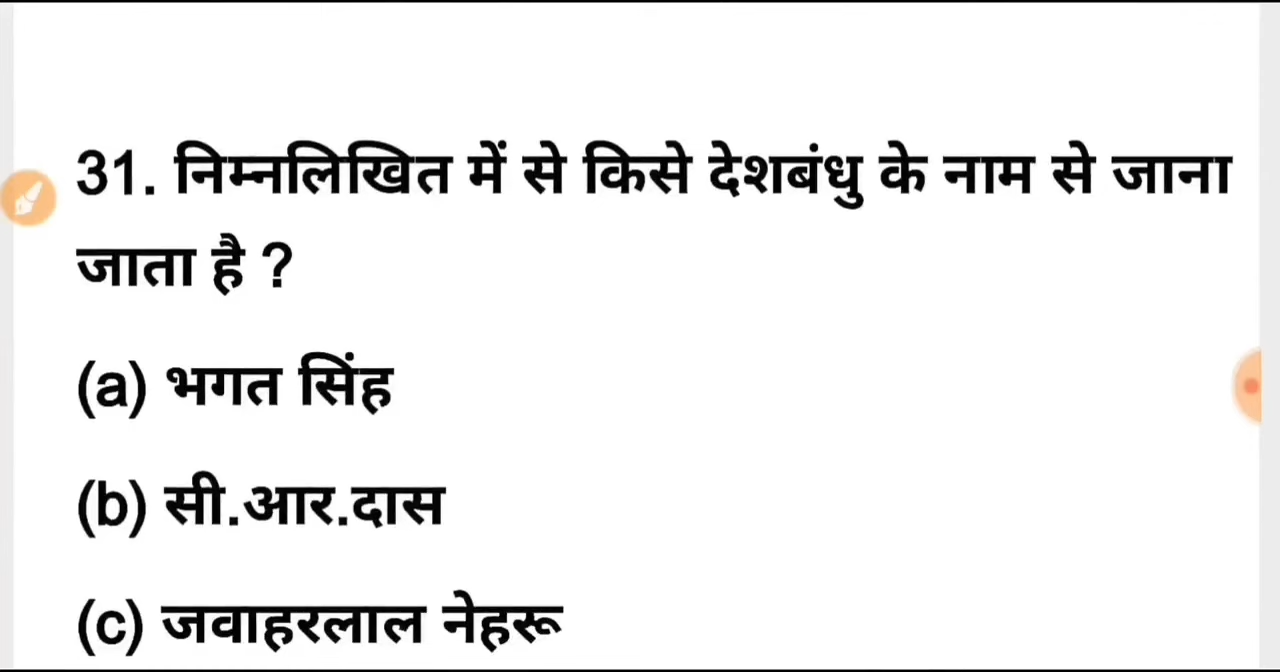 31. निम्नलिखित में से किसे देशबंधु के नाम से जाना
जाता है ?
(a) भगत सिंह
(b) सी.आर.दास
(c) जवाहरलाल नेहरू